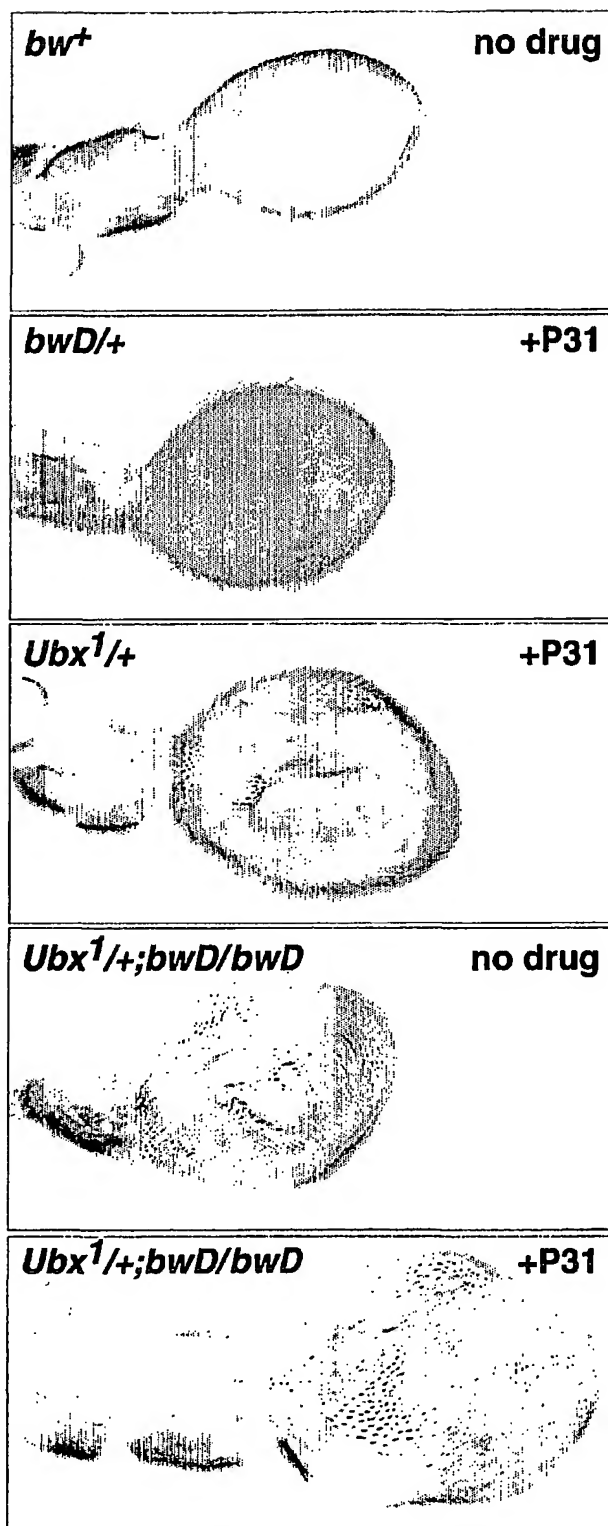 bw+ no drug
bwD/+ +P31
Ubx1/+ +P31
Ubx1/+;bwD/bwD no drug
Ubx1/+;bwD/bwD +P31